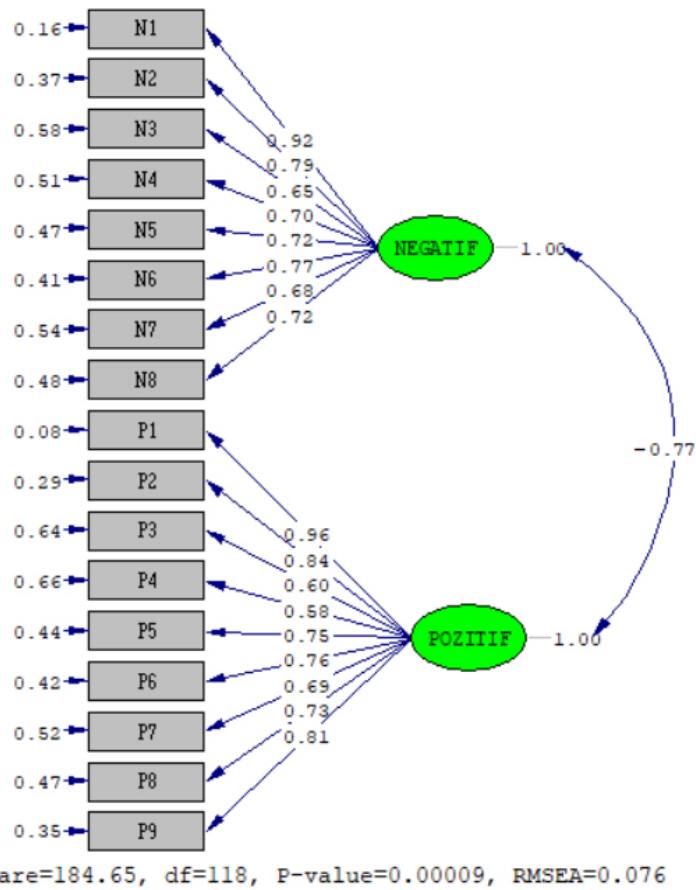 0.16 N1
0.37 N2
0.58 N3
0.51 N4
0.47 N5
0.41 N6
0.54 N7
0.48 N8
0.92
0.79
0.65
0.70
0.72
0.77
0.68
0.72
NEGATIF 1.00
-0.77
0.08 P1
0.29 P2
0.64 P3
0.66 P4
0.44 P5
0.42 P6
0.52 P7
0.47 P8
0.35 P9
0.96
0.84
0.60
0.58
0.75
0.76
0.69
0.73
0.81
POZITIF 1.00
are=184.65, df=118, P-value=0.00009, RMSEA=0.076